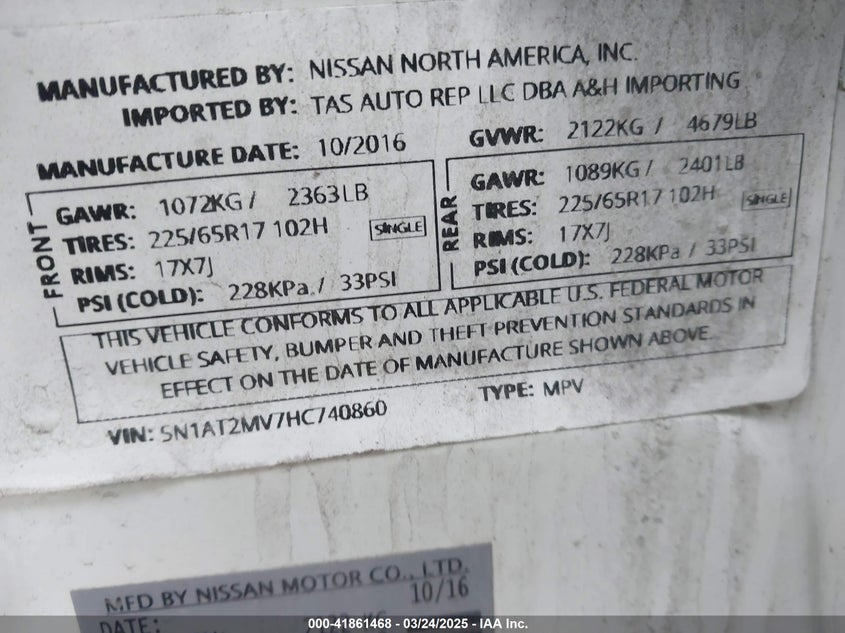 MANUFACTURED BY: NISSAN NORTH AMERICA, INC.
IMPORTED BY: TAS AUTO REP LLC DBA A&H IMPORTING
MANUFACTURE DATE: 10/2016
GVWR: 2122KG / 4679LB
FRONT
GAWR: 1072KG / 2363LB
TIRES: 225/65R17 102H SINGLE
RIMS: 17X7J
PSI (COLD): 228KPa / 33PSI
REAR
GAWR: 1089KG / 2401LB
TIRES: 225/65R17 102H SINGLE
RIMS: 17X7J
PSI (COLD): 228KPa / 33PSI
THIS VEHICLE CONFORMS TO ALL APPLICABLE U.S. FEDERAL MOTOR
VEHICLE SAFETY, BUMPER AND THEFT PREVENTION STANDARDS IN
EFFECT ON THE DATE OF MANUFACTURE SHOWN ABOVE.
VIN: 5N1AT2MV7HC740860
TYPE: MPV
MFD BY NISSAN MOTOR CO., LTD.
DATE: 10/16
000-41861468 - 03/24/2025 - IAA Inc.